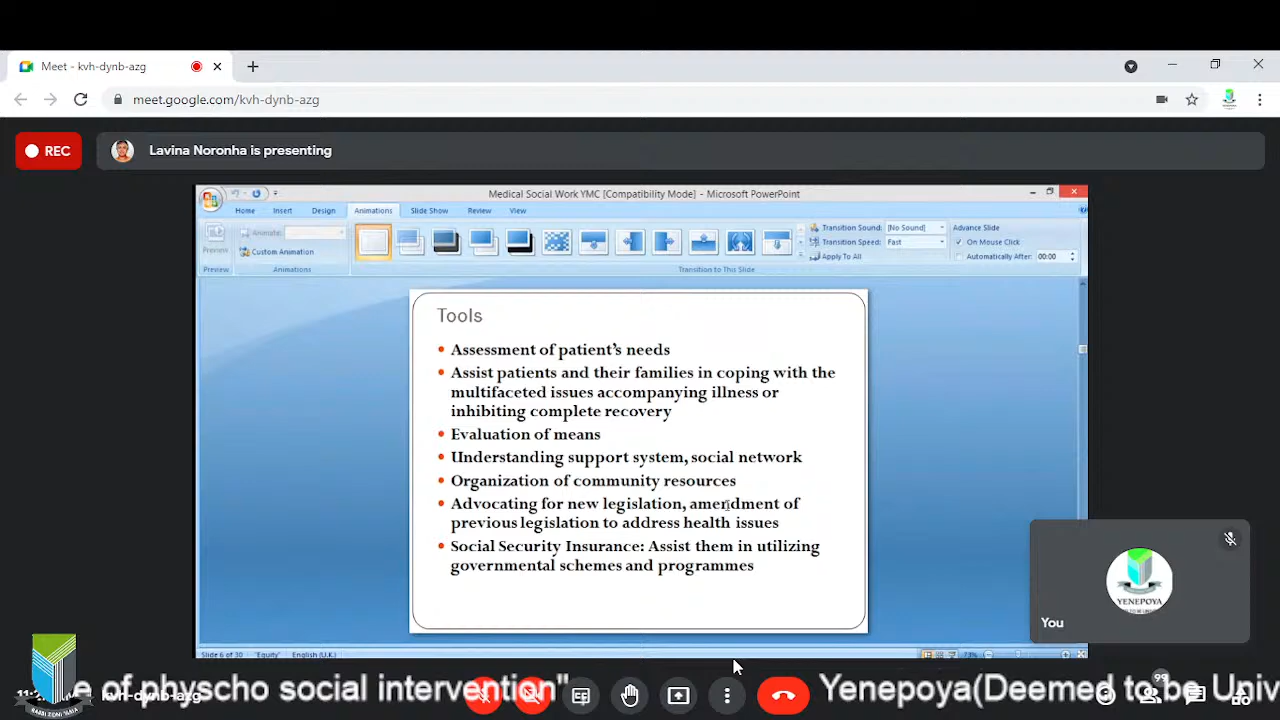 Meet - kvh-dynb-azg
meet.google.com/kvh-dynb-azg
REC
Lavina Noronha is presenting
Medical Social Work YMC [Compatibility Mode] - Microsoft PowerPoint
Home Insert Design Animations Slide Show Review View
Preview
Animate:
Custom Animation
Transition Sound: [No Sound]
Transition Speed: Fast
Apply To All
Advance Slide
On Mouse Click
Automatically After: 00:00
Preview Animations Transition to This Slide
Tools
• Assessment of patient's needs
• Assist patients and their families in coping with the
multifaceted issues accompanying illness or
inhibiting complete recovery
• Evaluation of means
• Understanding support system, social network
• Organization of community resources
• Advocating for new legislation, amendment of
previous legislation to address health issues
• Social Security Insurance: Assist them in utilizing
governmental schemes and programmes
YENEPOYA
You
Slide 6 of 30 "Equity" English (U.K.) 73%
e of physcho social intervention" Yenepoya(Deemed to be Univ
kvh-dynb-azg
99